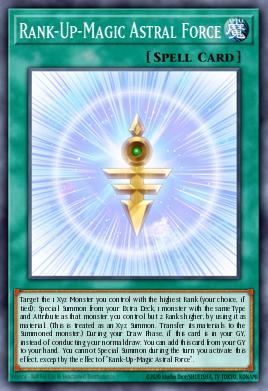 RANK-UP-MAGIC ASTRAL FORCE
魔
[SPELL CARD]
Target the 1 Xyz Monster you control with the highest Rank (your choice, if
tied); Special Summon from your Extra Deck, 1 monster with the same Type
and Attribute as that monster you control but 2 Ranks higher, by using it as
material. (This is treated as an Xyz Summon. Transfer its materials to the
Summoned monster.) During your Draw Phase, if this card is in your GY,
instead of conducting your normal draw: You can add this card from your GY
to your hand. You cannot Special Summon during the turn you activate this
effect, except by the effect of "Rank-Up-Magic Astral Force".